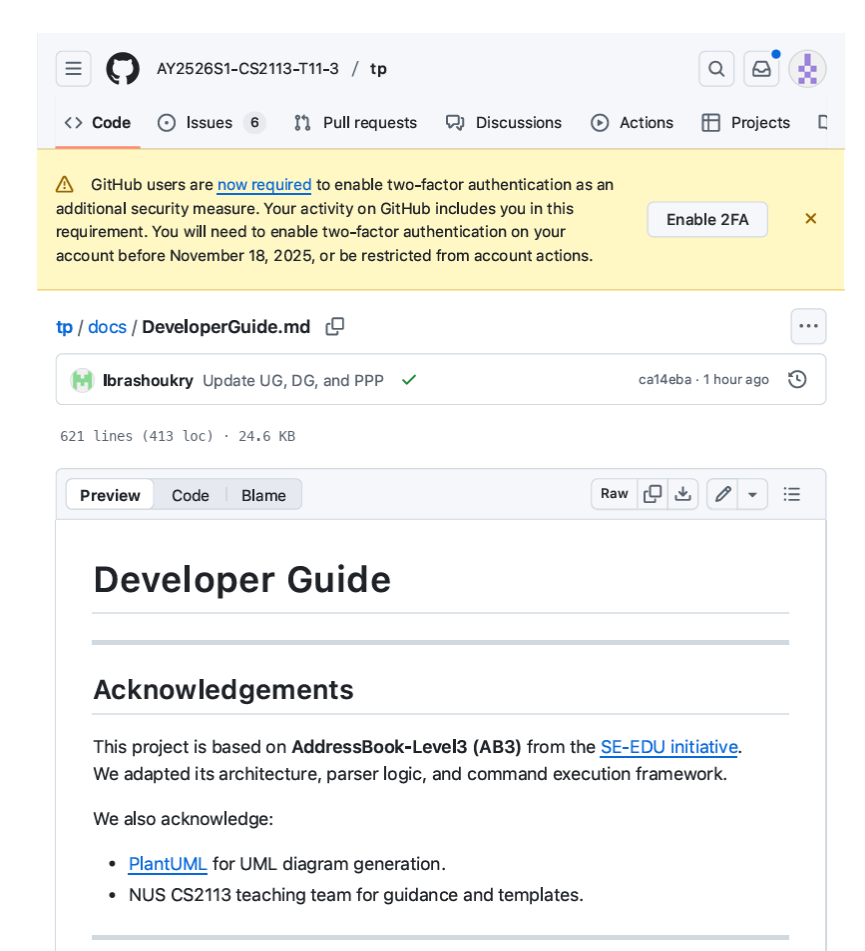 AY2526S1-CS2113-T11-3 / tp
Code Issues 6 Pull requests Discussions Actions Projects
GitHub users are now required to enable two-factor authentication as an
additional security measure. Your activity on GitHub includes you in this
requirement. You will need to enable two-factor authentication on your
account before November 18, 2025, or be restricted from account actions.
Enable 2FA
tp / docs / DeveloperGuide.md
lbrashoukry Update UG, DG, and PPP
ca14eba · 1 hour ago
621 lines (413 loc) · 24.6 KB
Preview Code Blame
Raw
Developer Guide
Acknowledgements
This project is based on AddressBook-Level3 (AB3) from the SE-EDU initiative.
We adapted its architecture, parser logic, and command execution framework.
We also acknowledge:
• PlantUML for UML diagram generation.
• NUS CS2113 teaching team for guidance and templates.